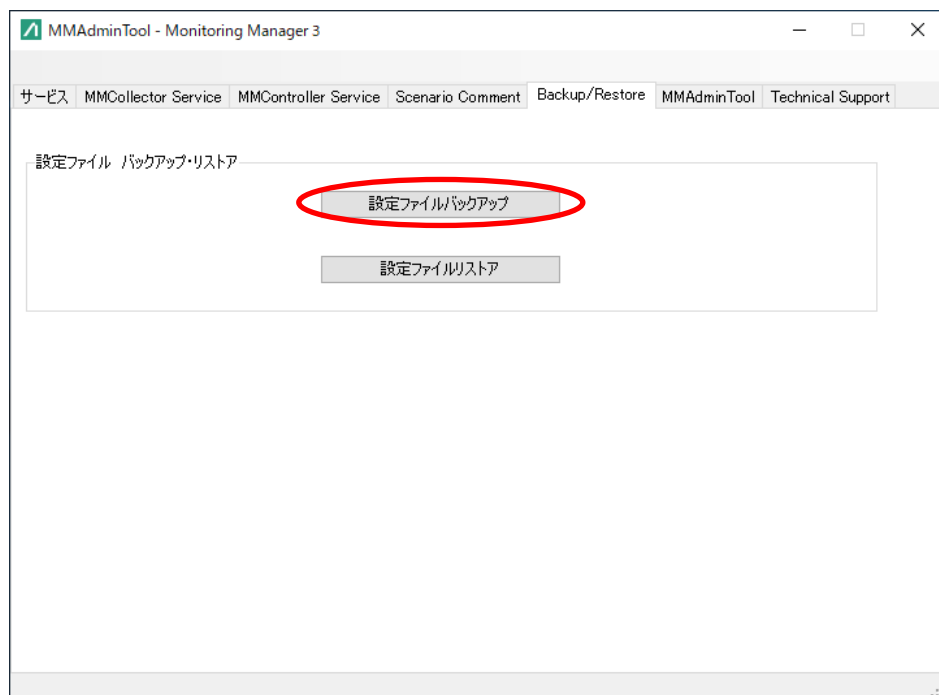 MMAdminTool - Monitoring Manager 3
サービス MMCollector Service MMController Service Scenario Comment Backup/Restore MMAdminTool Technical Support
設定ファイル バックアップ・リストア
設定ファイルバックアップ
設定ファイルリストア